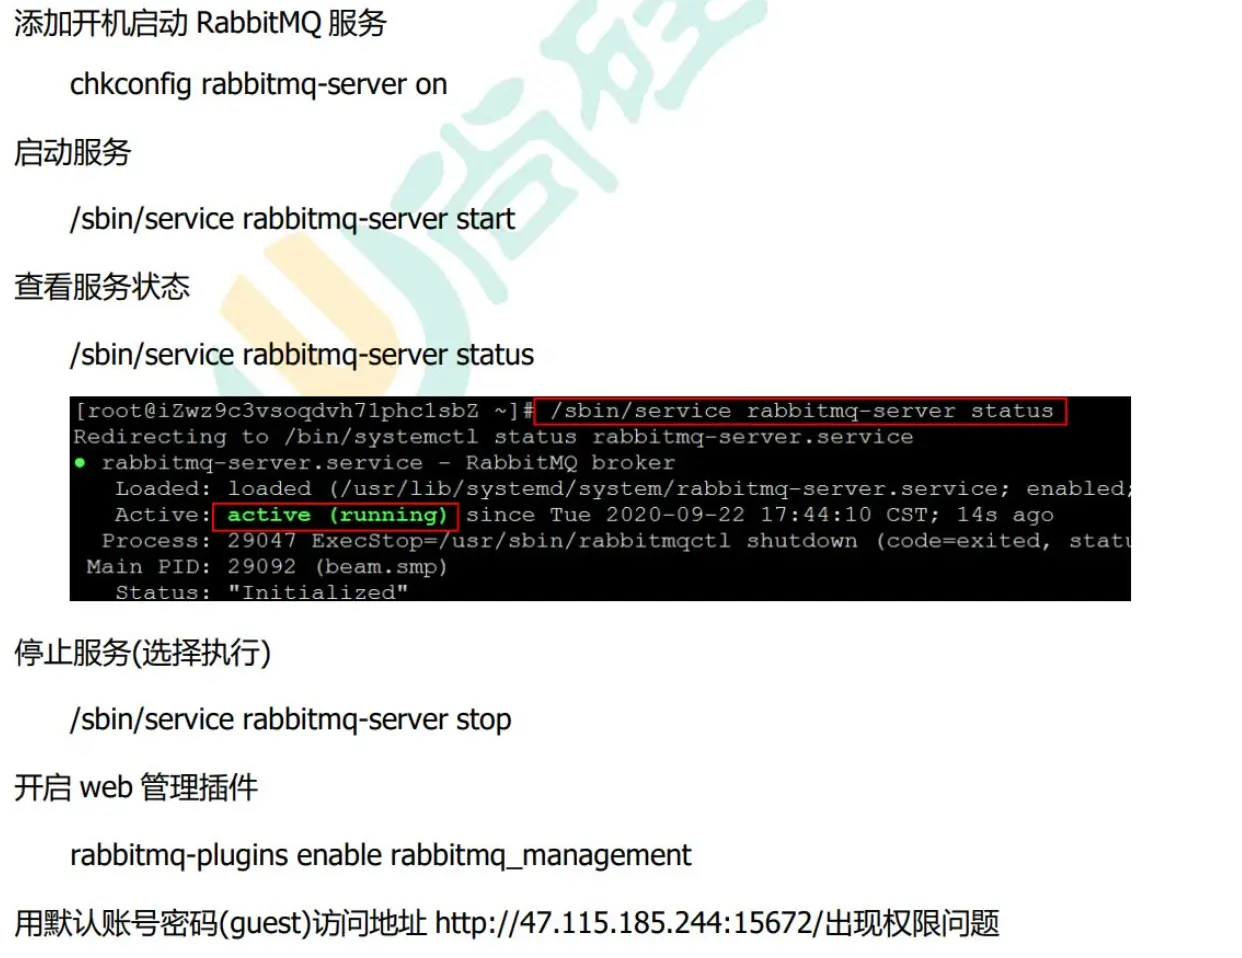 添加开机启动 RabbitMQ 服务
chkconfig rabbitmq-server on
启动服务
/sbin/service rabbitmq-server start
查看服务状态
/sbin/service rabbitmq-server status
[root@iZwz9c3vsoqdvh71phc1sbZ ~]# /sbin/service rabbitmq-server status
Redirecting to /bin/systemctl status rabbitmq-server.service
● rabbitmq-server.service - RabbitMQ broker
Loaded: loaded (/usr/lib/systemd/system/rabbitmq-server.service; enabled;
Active: active (running) since Tue 2020-09-22 17:44:10 CST; 14s ago
Process: 29047 ExecStop=/usr/sbin/rabbitmqctl shutdown (code=exited, statu
Main PID: 29092 (beam.smp)
Status: "Initialized"
停止服务(选择执行)
/sbin/service rabbitmq-server stop
开启 web 管理插件
rabbitmq-plugins enable rabbitmq_management
用默认账号密码(guest)访问地址 http://47.115.185.244:15672/出现权限问题
尚硅